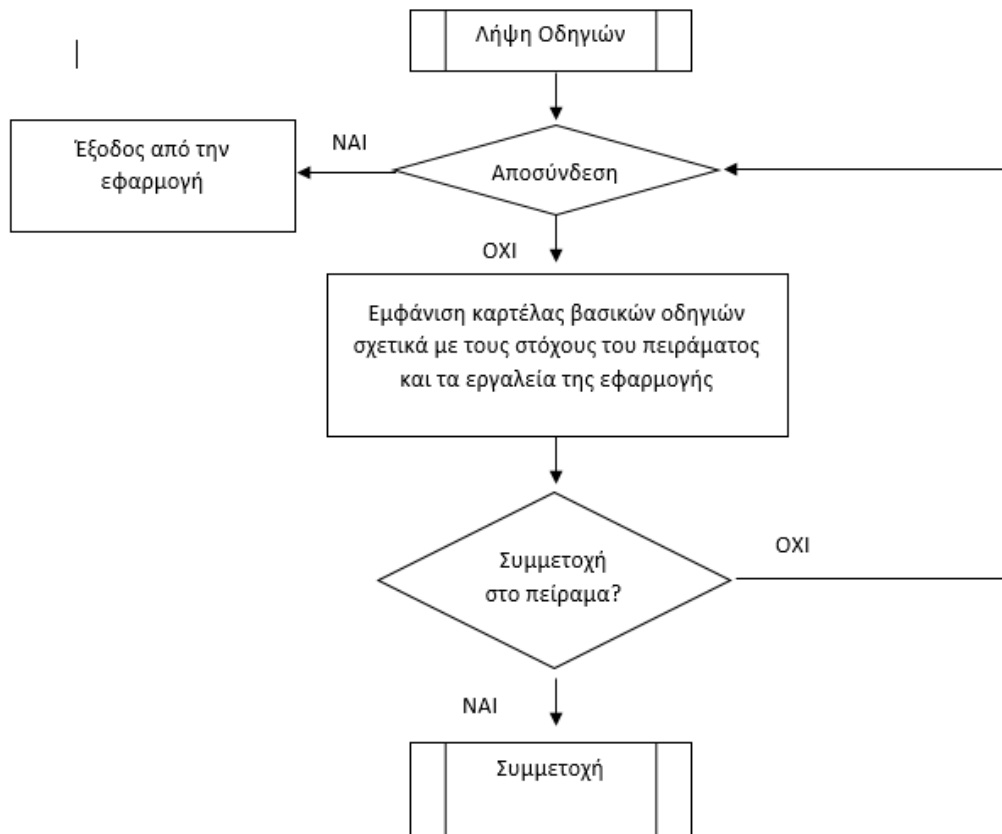 Λήψη Οδηγιών
ΝΑΙ
Έξοδος από την
εφαρμογή
Αποσύνδεση
ΟΧΙ
Εμφάνιση καρτέλας βασικών οδηγιών
σχετικά με τους στόχους του πειράματος
και τα εργαλεία της εφαρμογής
Συμμετοχή
στο πείραμα?
ΟΧΙ
ΝΑΙ
Συμμετοχή